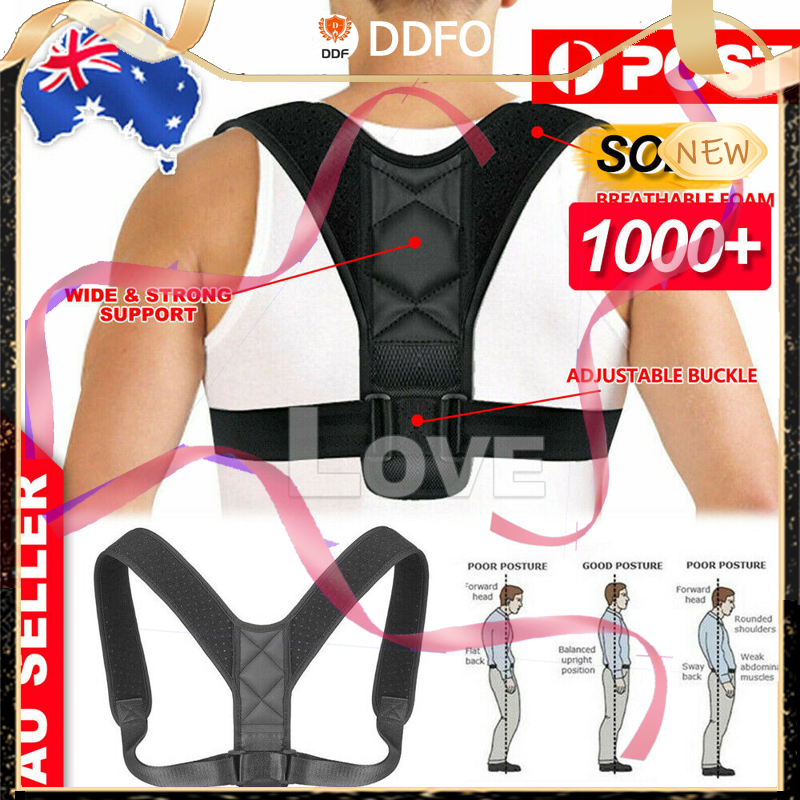 DDF
DDFO
POST
NEW
BREATHABLE FOAM
1000+
WIDE & STRONG
SUPPORT
ADJUSTABLE BUCKLE
LOVE
AU SELLER
POOR POSTURE
Forward
head
Flat
back
GOOD POSTURE
Balanced
upright
position
POOR POSTURE
Forward
head
Rounded
shoulders
Sway
back
Weak
abdominal
muscles